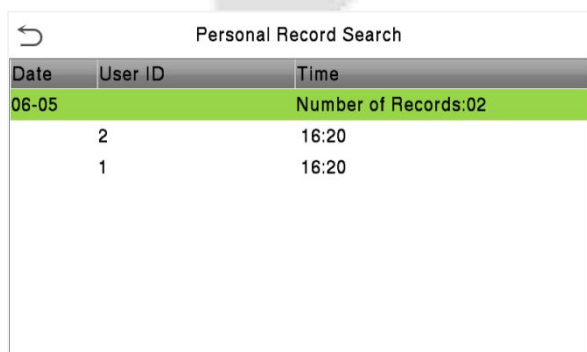 Personal Record Search
Date User ID Time
06-05 Number of Records:02
2 16:20
1 16:20